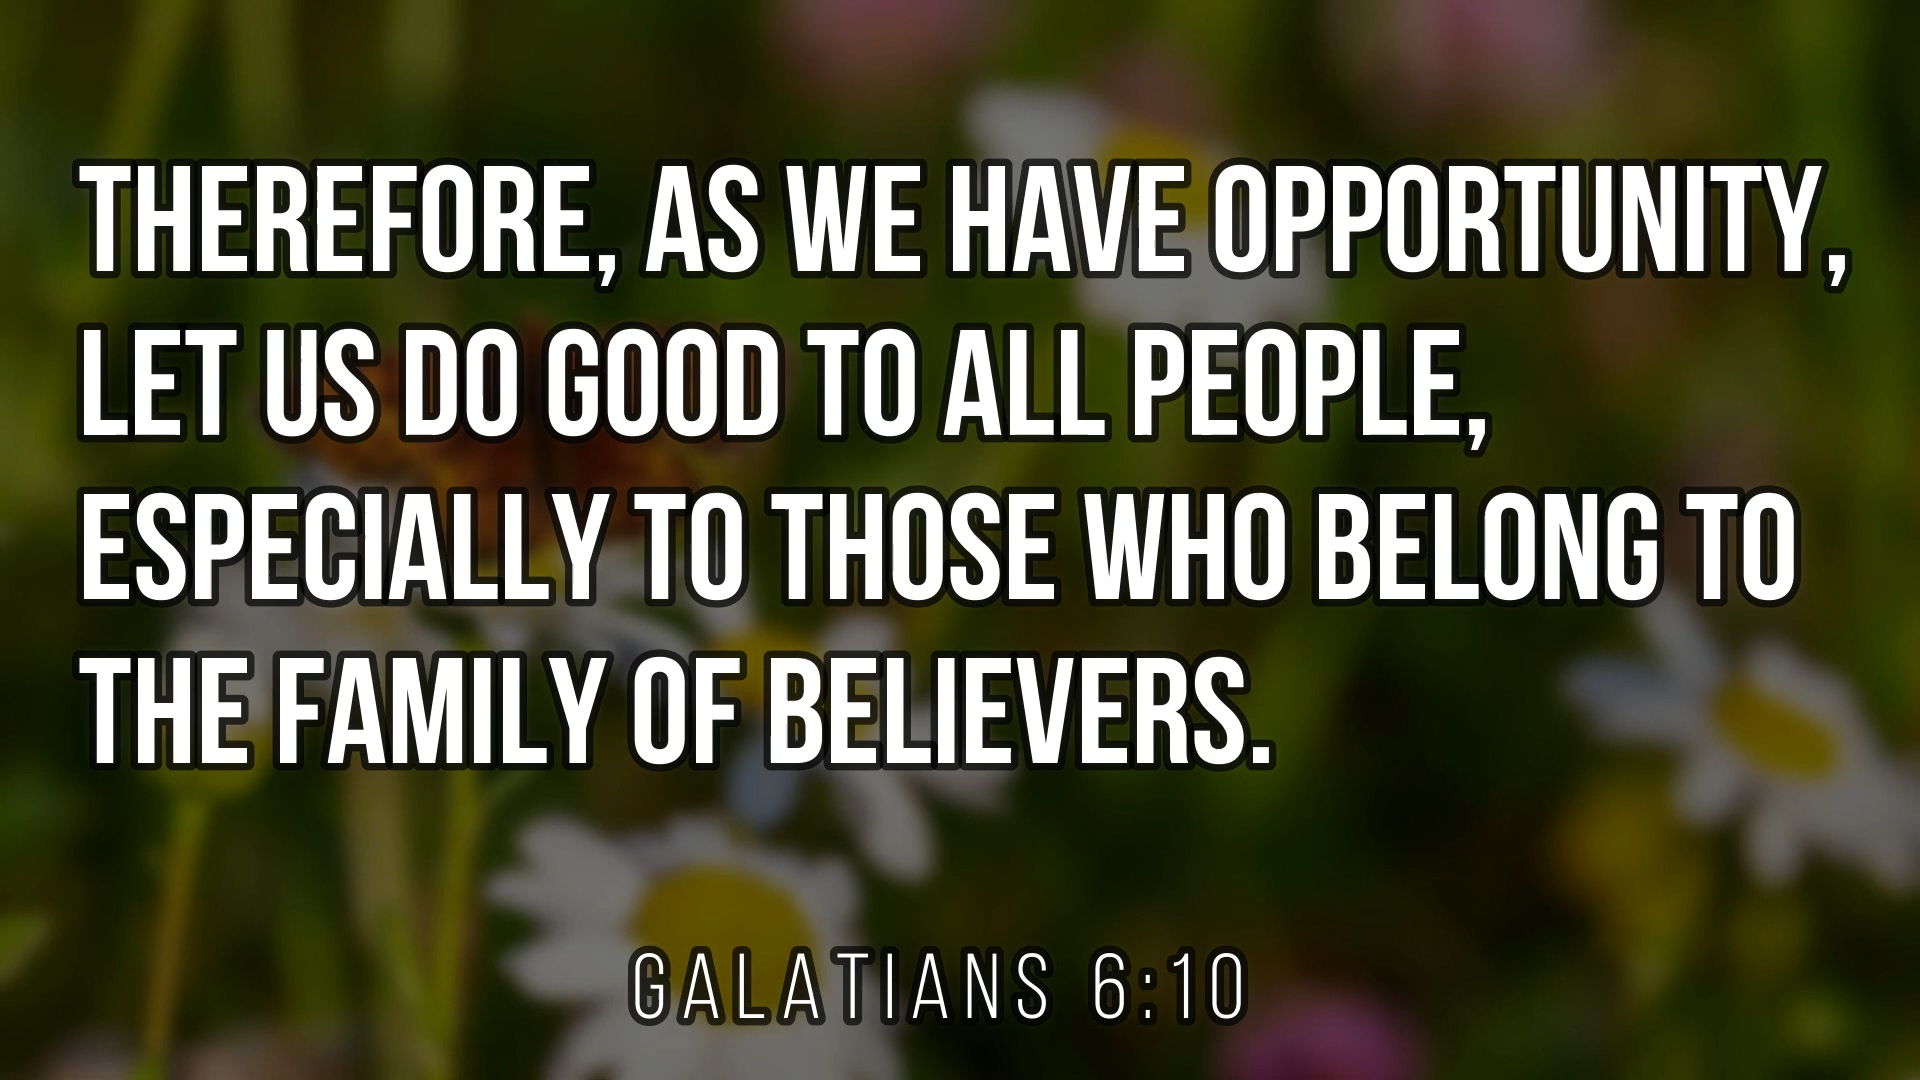 THEREFORE, AS WE HAVE OPPORTUNITY,
LET US DO GOOD TO ALL PEOPLE,
ESPECIALLY TO THOSE WHO BELONG TO
THE FAMILY OF BELIEVERS.
GALATIANS 6:10